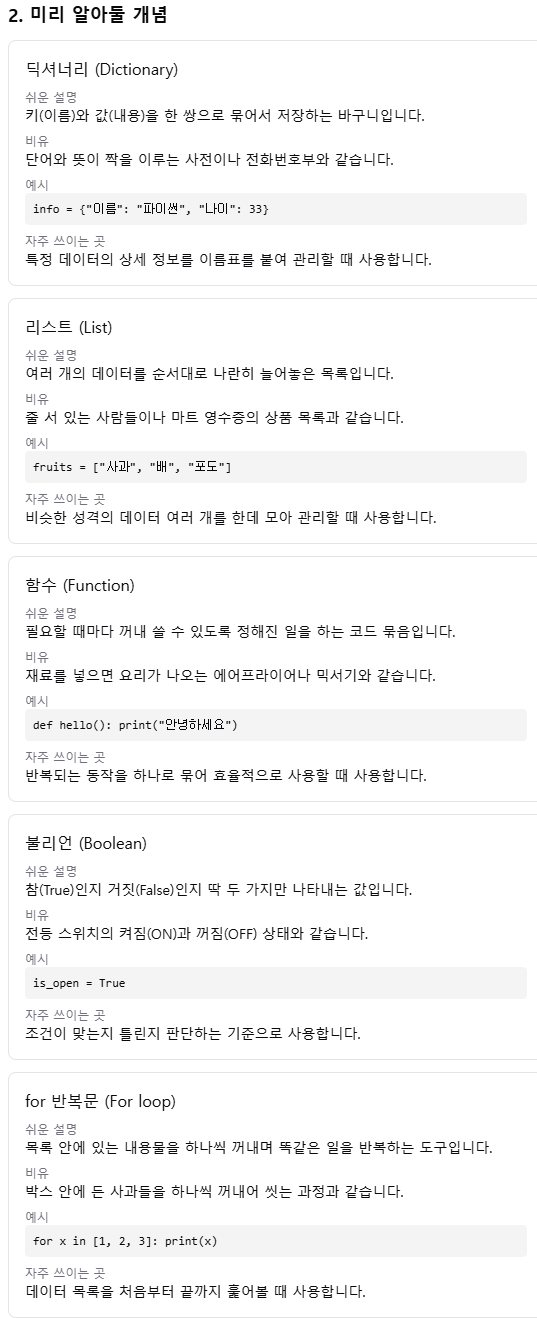 2. 미리 알아둘 개념
딕셔너리 (Dictionary)
쉬운 설명
키(이름)와 값(내용)을 한 쌍으로 묶어서 저장하는 바구니입니다.
비유
단어와 뜻이 짝을 이루는 사전이나 전화번호부와 같습니다.
예시
info = {"이름": "파이썬", "나이": 33}
자주 쓰이는 곳
특정 데이터의 상세 정보를 이름표를 붙여 관리할 때 사용합니다.
리스트 (List)
쉬운 설명
여러 개의 데이터를 순서대로 나란히 늘어놓은 목록입니다.
비유
줄 서 있는 사람들이나 마트 영수증의 상품 목록과 같습니다.
예시
fruits = ["사과", "배", "포도"]
자주 쓰이는 곳
비슷한 성격의 데이터 여러 개를 한데 모아 관리할 때 사용합니다.
함수 (Function)
쉬운 설명
필요할 때마다 꺼내 쓸 수 있도록 정해진 일을 하는 코드 묶음입니다.
비유
재료를 넣으면 요리가 나오는 에어프라이어나 믹서기와 같습니다.
예시
def hello(): print("안녕하세요")
자주 쓰이는 곳
반복되는 동작을 하나로 묶어 효율적으로 사용할 때 사용합니다.
불리언 (Boolean)
쉬운 설명
참(True)인지 거짓(False)인지 딱 두 가지만 나타내는 값입니다.
비유
전등 스위치의 켜짐(ON)과 꺼짐(OFF) 상태와 같습니다.
예시
is_open = True
자주 쓰이는 곳
조건이 맞는지 틀린지 판단하는 기준으로 사용합니다.
for 반복문 (For loop)
쉬운 설명
목록 안에 있는 내용물을 하나씩 꺼내며 똑같은 일을 반복하는 도구입니다.
비유
박스 안에 든 사과들을 하나씩 꺼내어 씻는 과정과 같습니다.
예시
for x in [1, 2, 3]: print(x)
자주 쓰이는 곳
데이터 목록을 처음부터 끝까지 훑어볼 때 사용합니다.